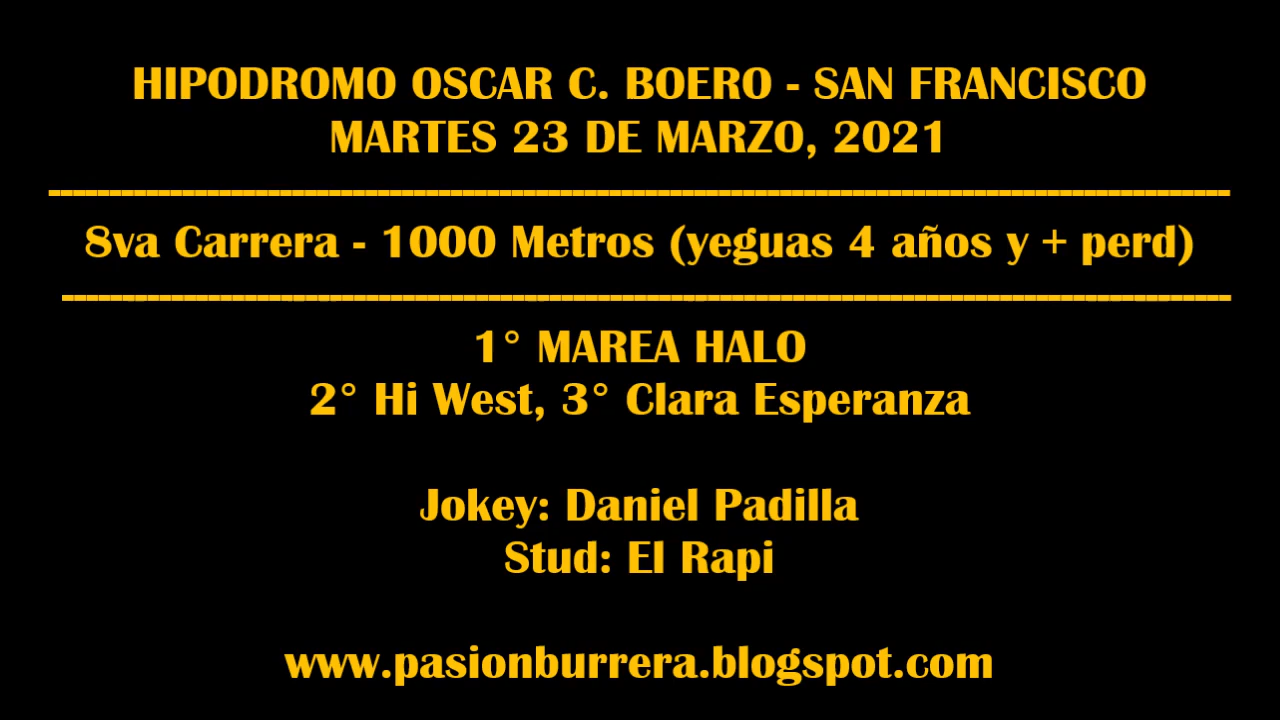 HIPODROMO OSCAR C. BOERO - SAN FRANCISCO
MARTES 23 DE MARZO, 2021
8va Carrera - 1000 Metros (yeguas 4 años y + perd)
1° MAREA HALO
2° Hi West, 3° Clara Esperanza
Jokey: Daniel Padilla
Stud: El Rapi
www.pasionburrera.blogspot.com